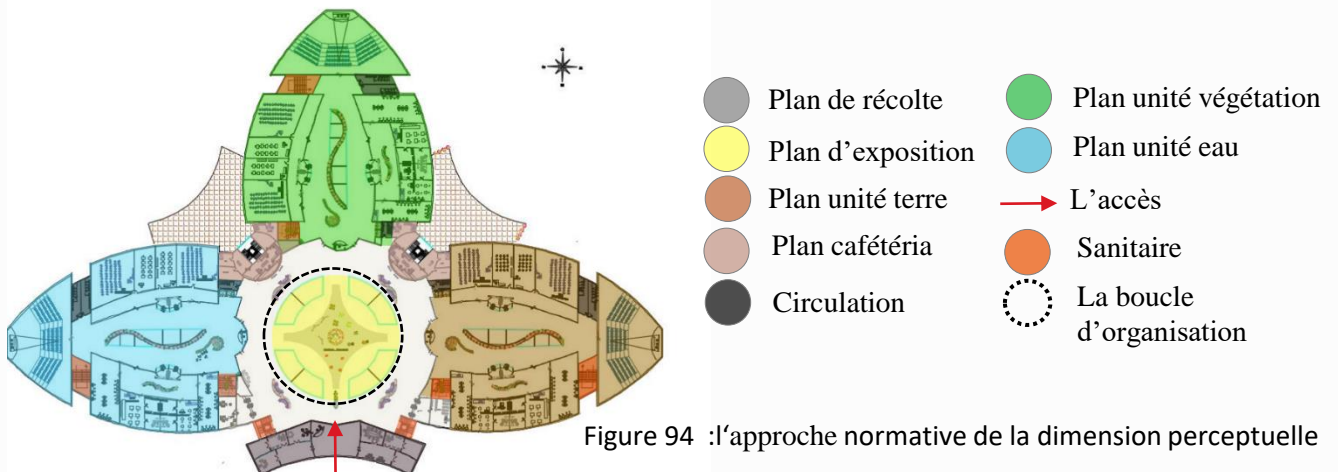 Plan de récolte
Plan d’exposition
Plan unité terre
Plan cafétéria
Circulation
Plan unité végétation
Plan unité eau
L’accès
Sanitaire
La boucle
d’organisation
Figure 94 :l‘approche normative de la dimension perceptuelle